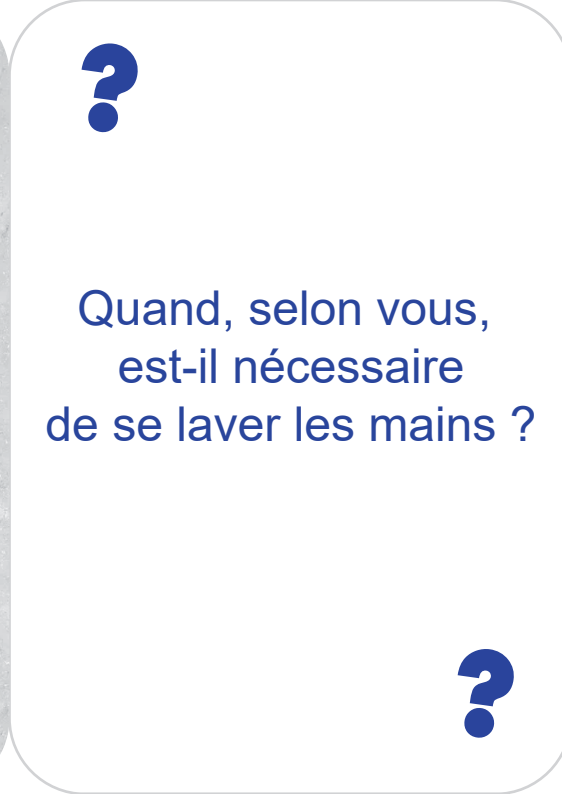 ?
Quand, selon vous,
est-il nécessaire
de se laver les mains ?
?